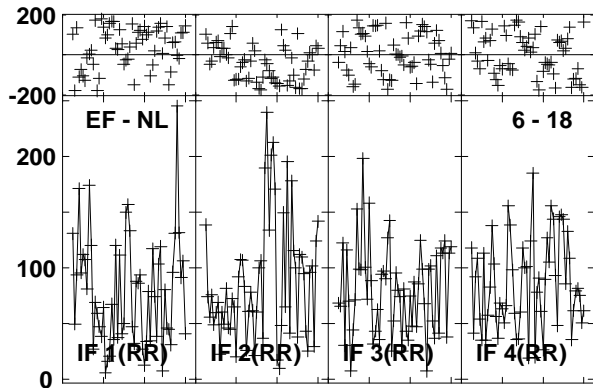 200
-200
EF - NL
6 - 18
200
100
0
IF 1(RR)
IF 2(RR)
IF 3(RR)
IF 4(RR)